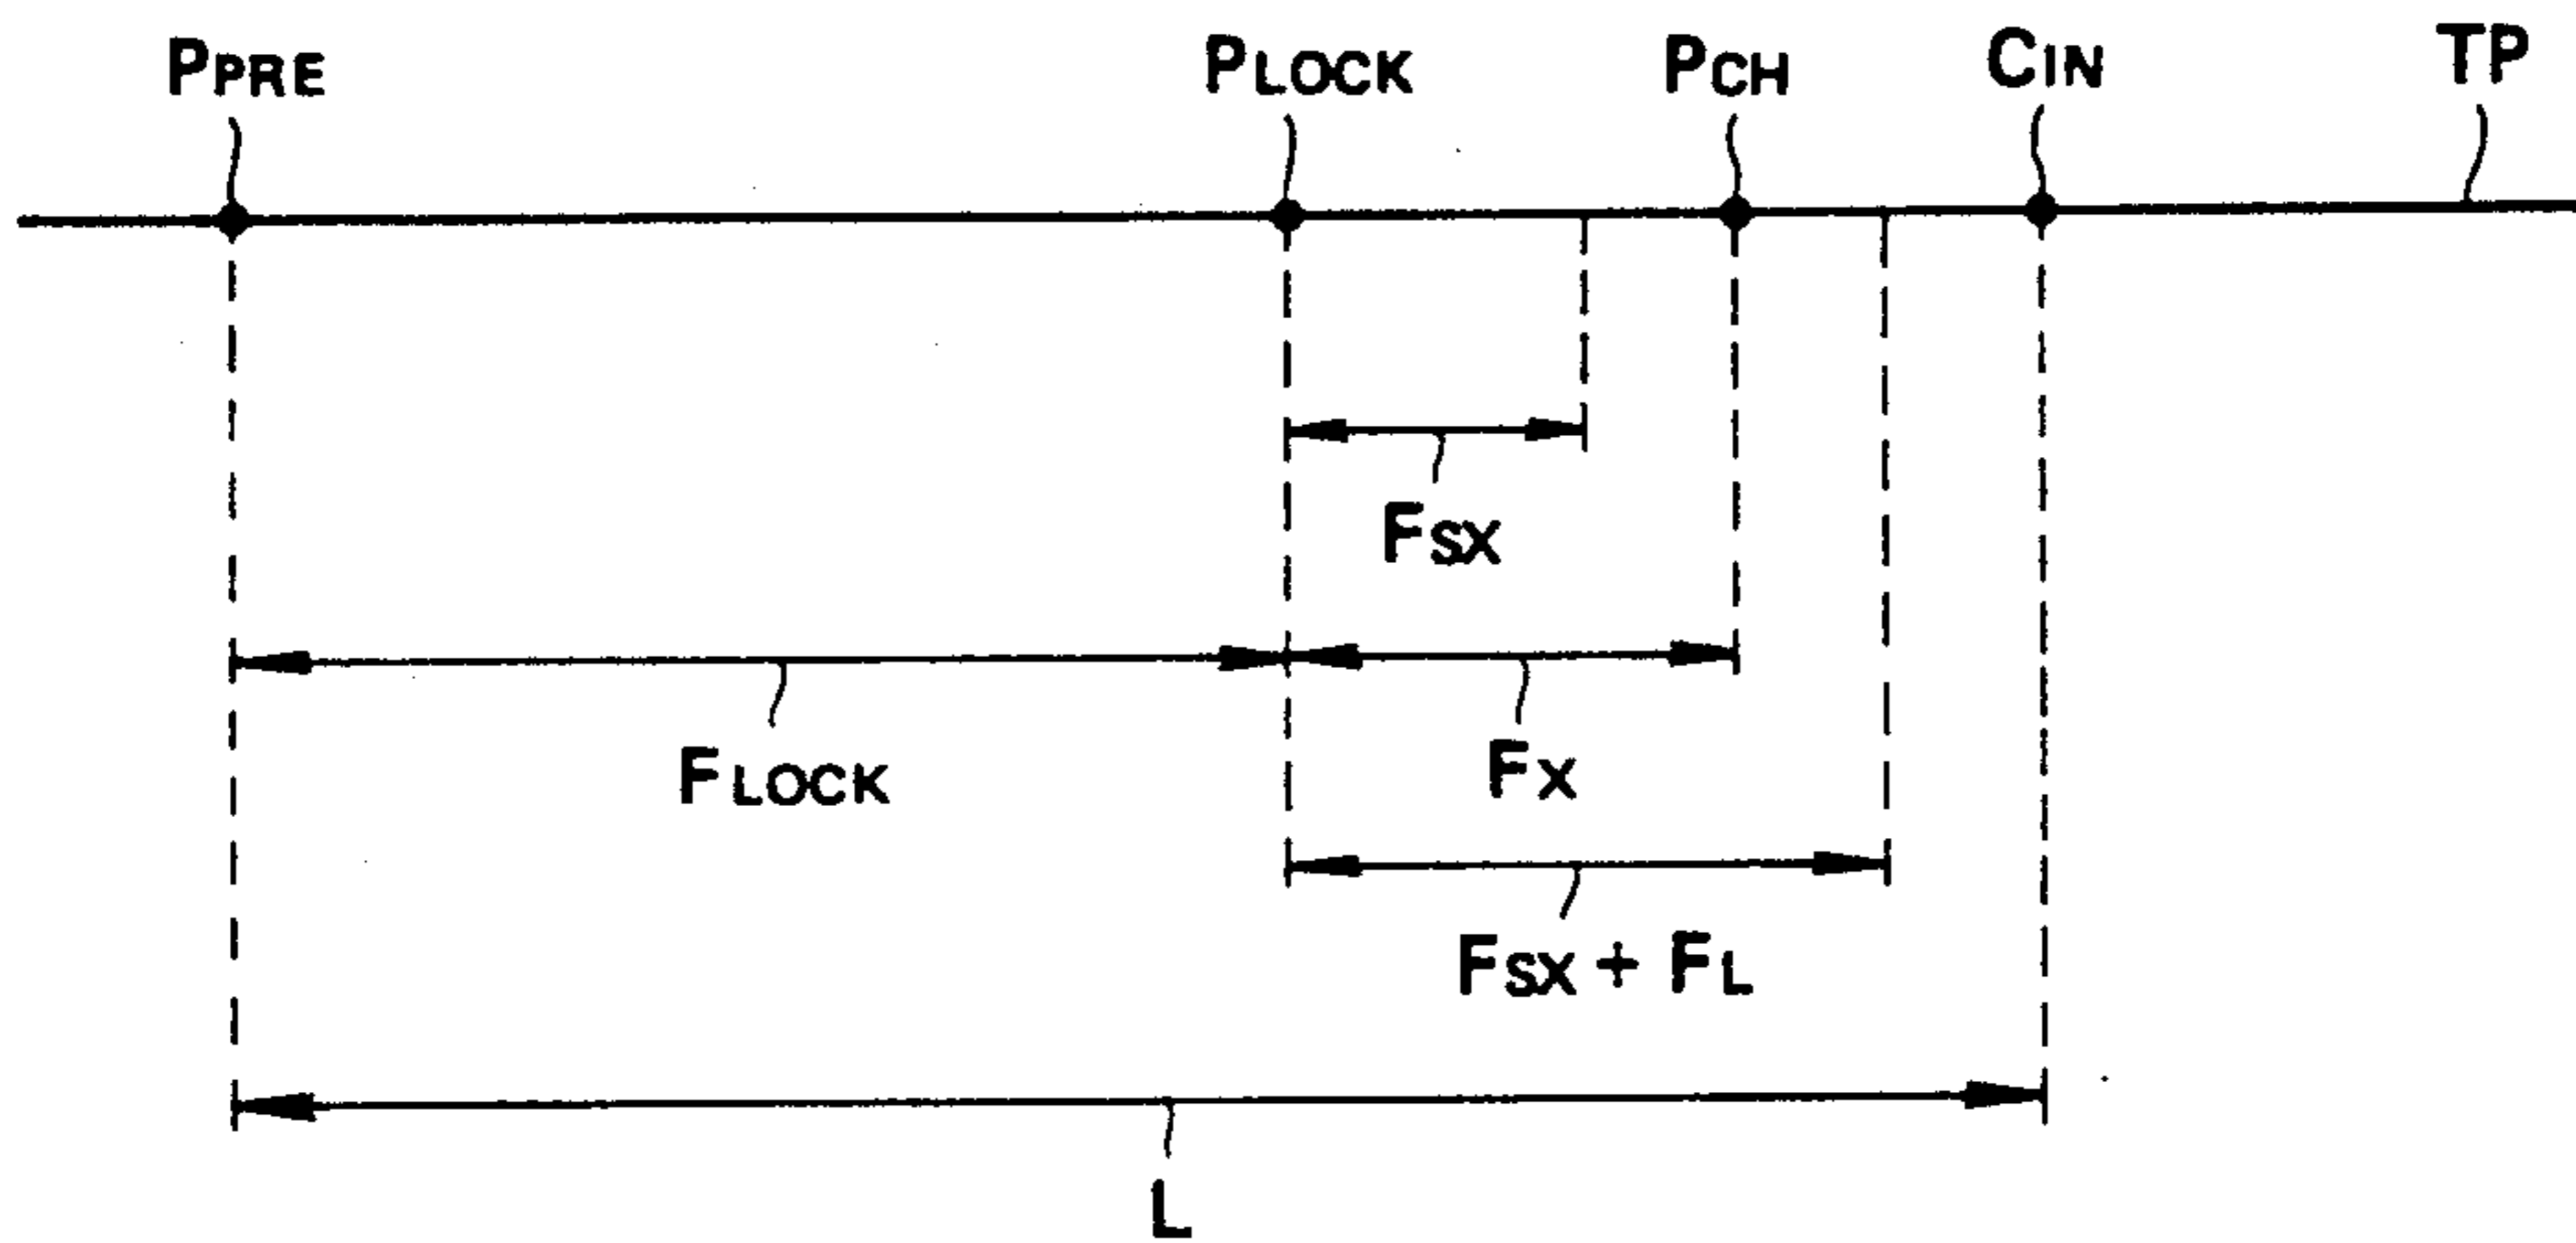 PPRE PLOCK PCH CIN TP
FSX
FLOCK FX
FSX + FL
L